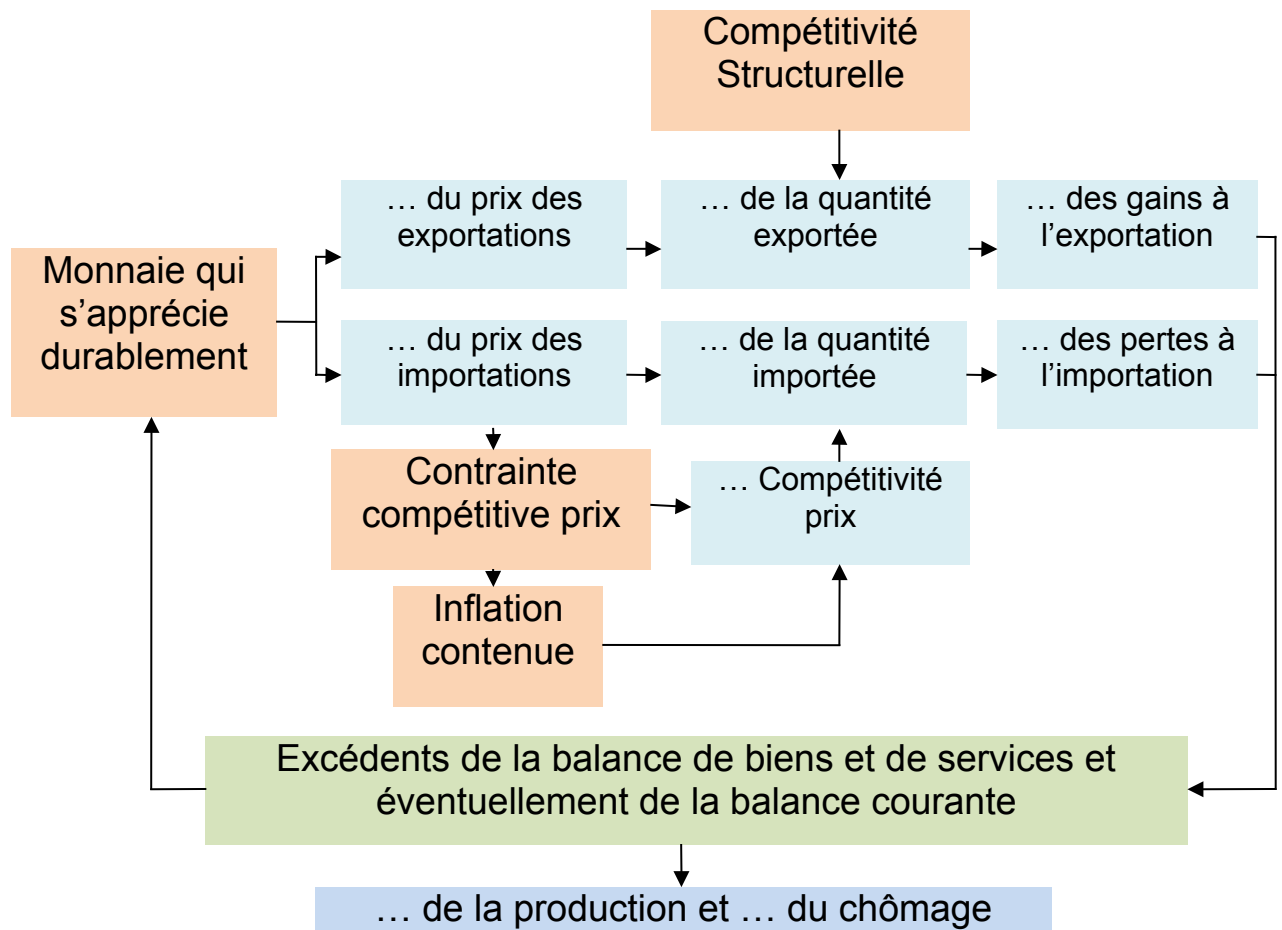 Compétitivité
Structurelle
… du prix des
exportations
… de la quantité
exportée
… des gains à
l’exportation
Monnaie qui
s’apprécie
durablement
… du prix des
importations
… de la quantité
importée
… des pertes à
l’importation
Contrainte
compétitive prix
… Compétitivité
prix
Inflation
contenue
Excédents de la balance de biens et de services et
éventuellement de la balance courante
… de la production et … du chômage